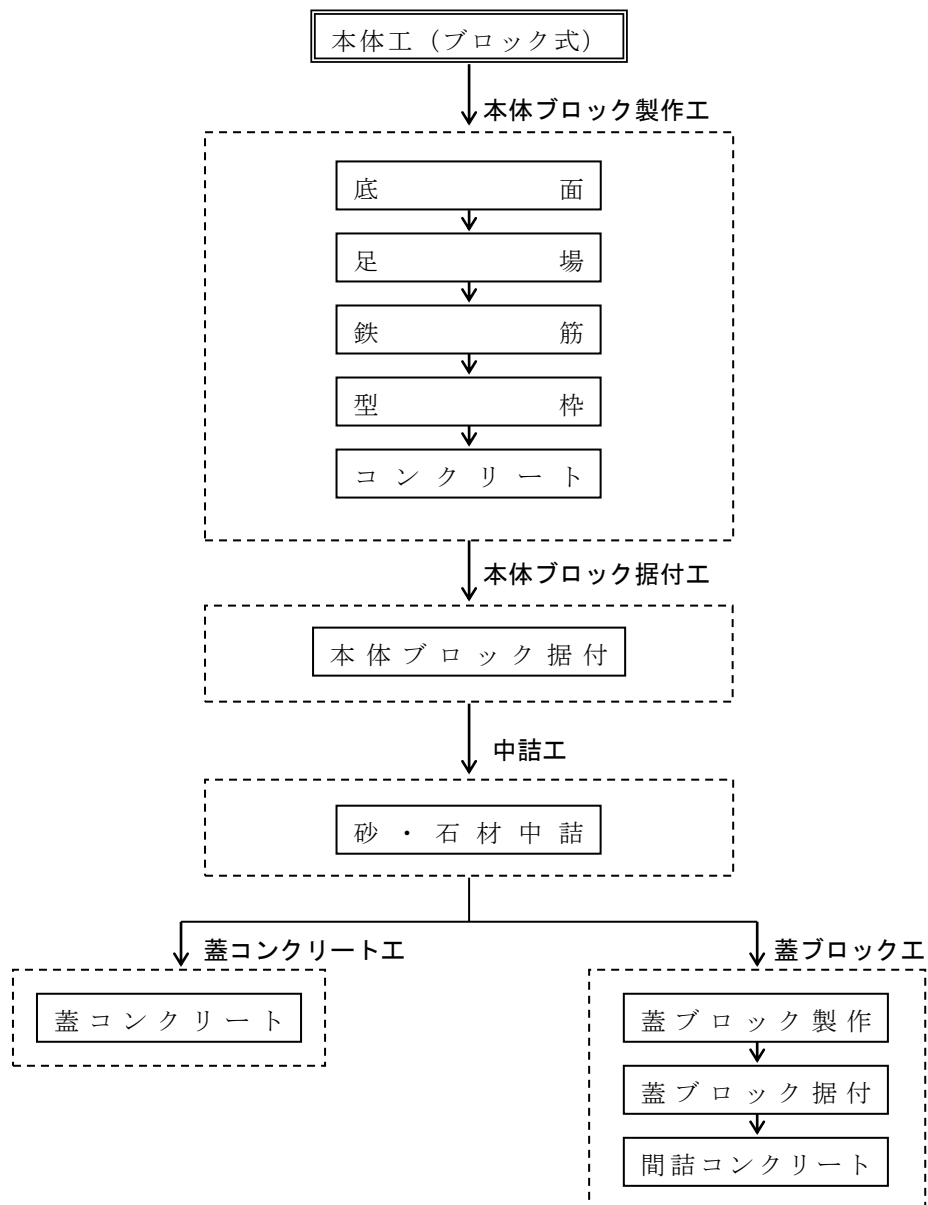 本体工（ブロック式）
本体ブロック製作工
底面
足場
鉄筋
型枠
コンクリート
本体ブロック据付工
本体ブロック据付
中詰工
砂・石材中詰
蓋コンクリート工
蓋コンクリート
蓋ブロック工
蓋ブロック製作
蓋ブロック据付
間詰コンクリート